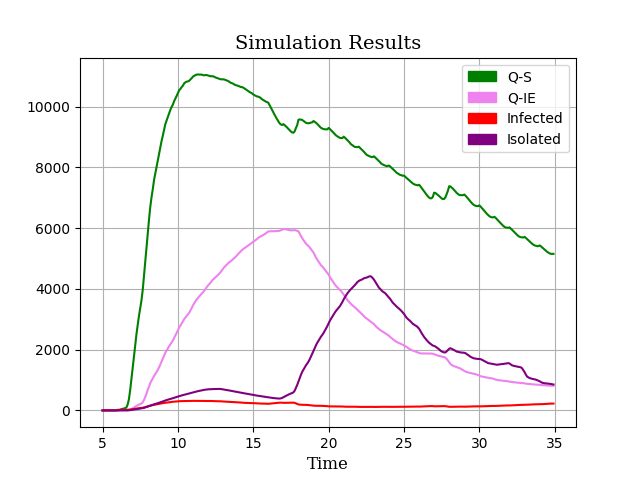 Simulation Results
Q-S
Q-IE
Infected
Isolated
10000
8000
6000
4000
2000
0
5 10 15 20 25 30 35
Time